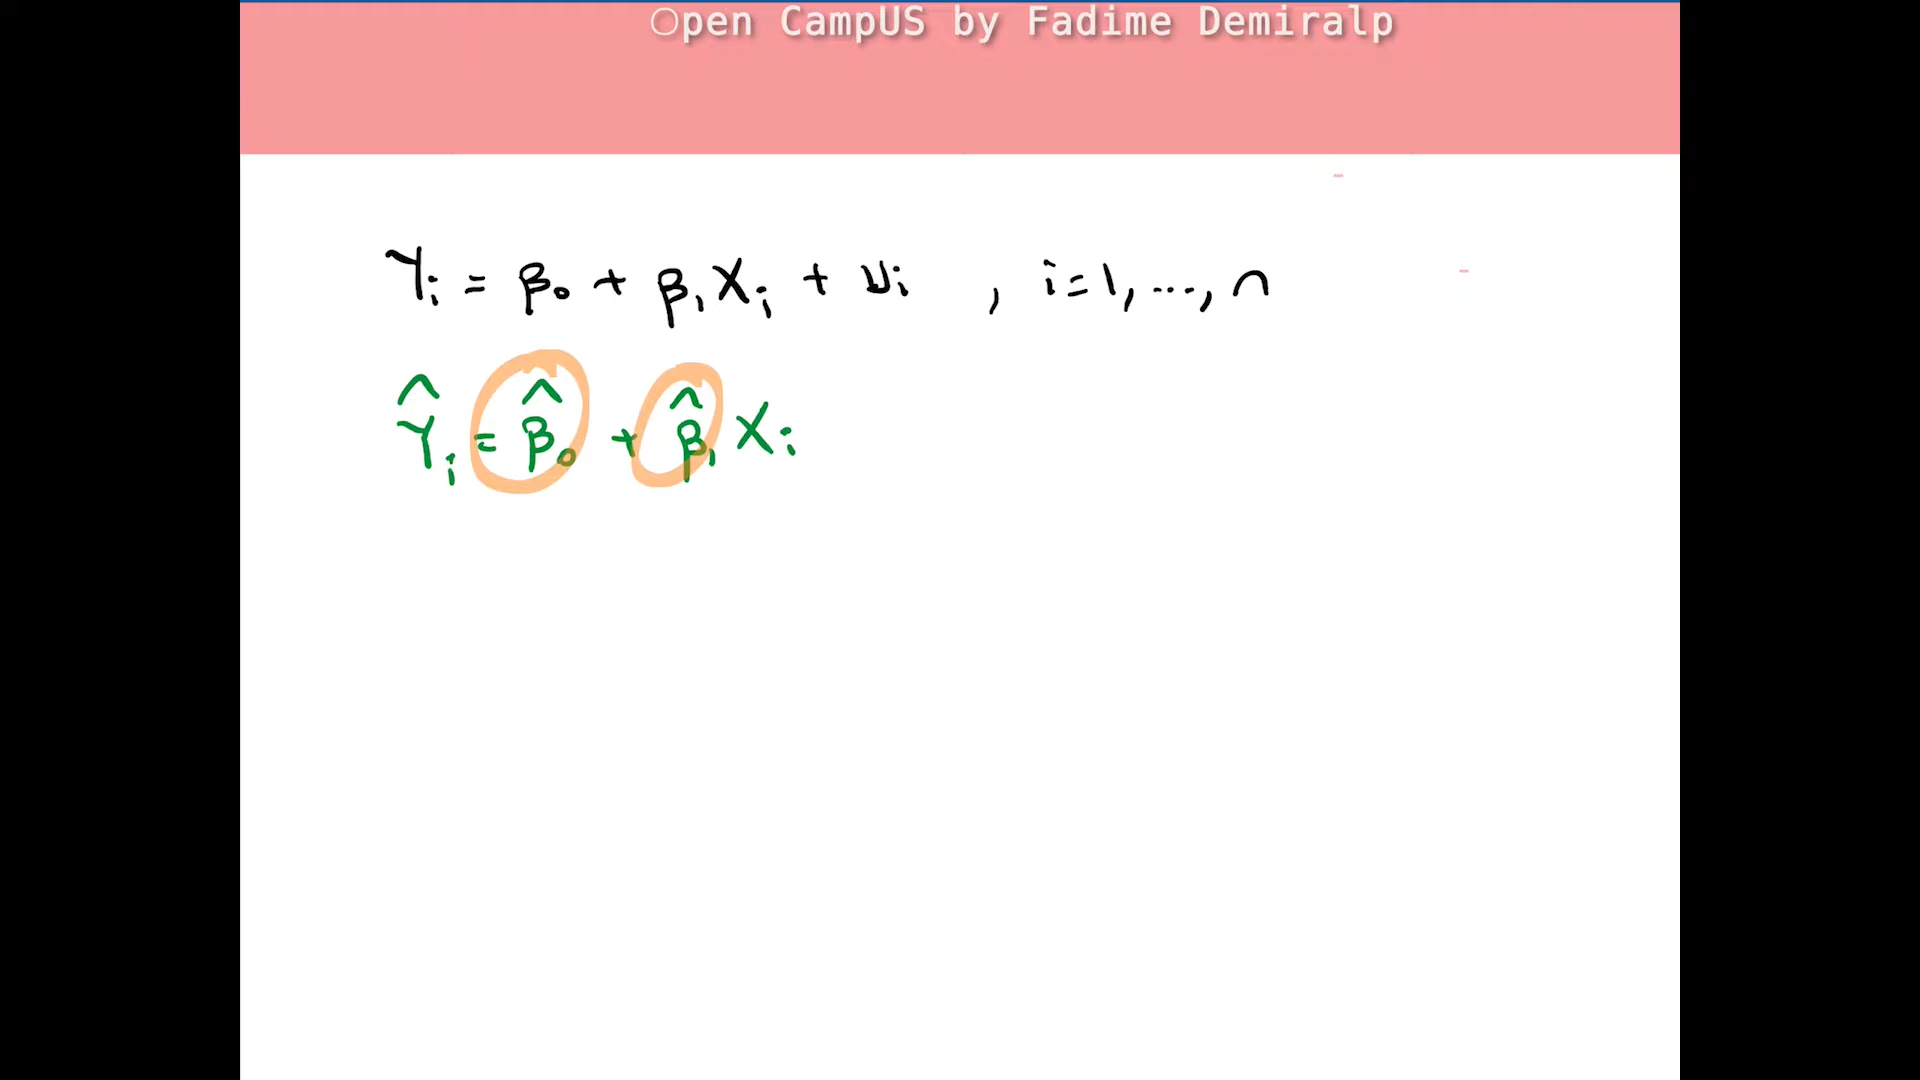 Open CampUS by Fadime Demiralp
Yᵢ = β₀ + β₁Xᵢ + uᵢ , i=1,...,n
Ŷᵢ = β̂₀ + β̂₁Xᵢ